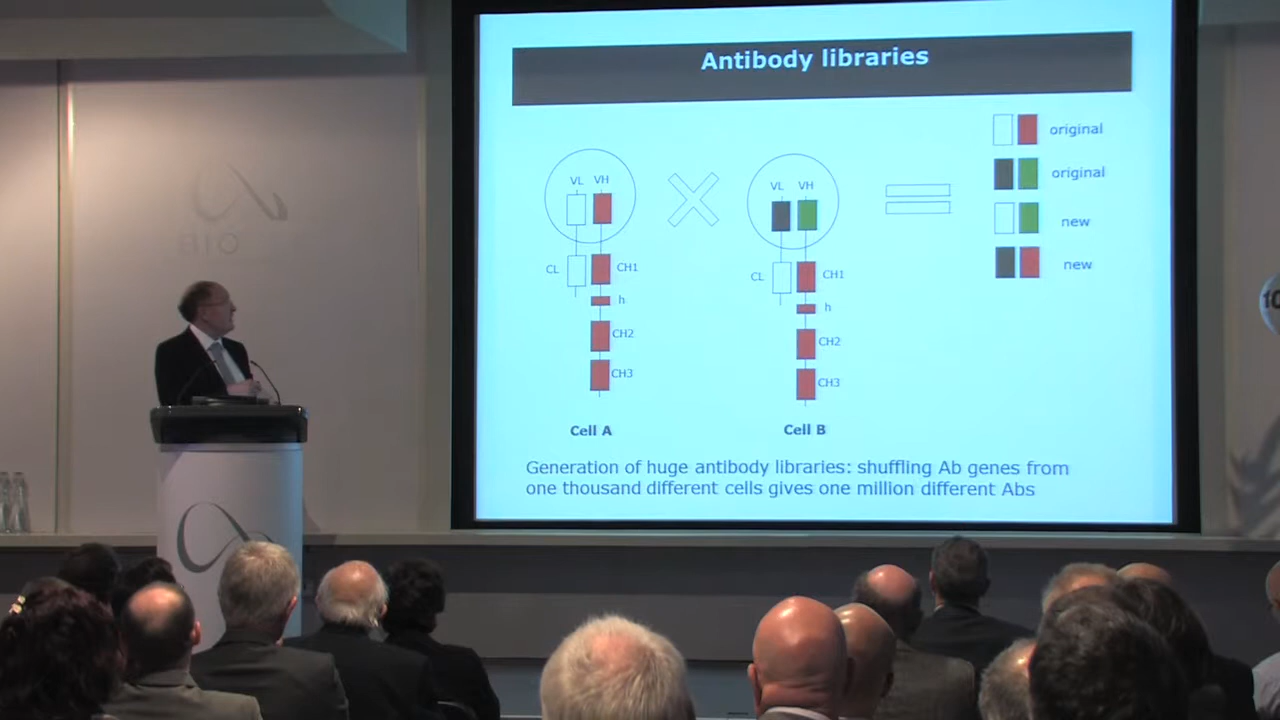 Antibody libraries
original
VL VH
VL VH
original
new
CL CH1
CL CH1
new
h
h
CH2
CH2
CH3
CH3
Cell A
Cell B
Generation of huge antibody libraries: shuffling Ab genes from
one thousand different cells gives one million different Abs
BIO
10